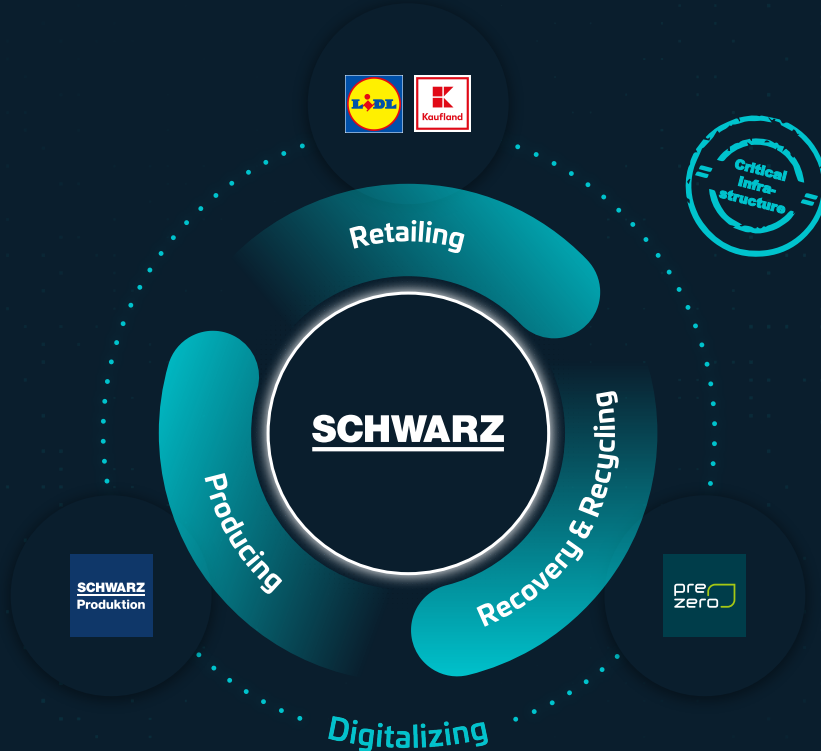 LiDL
Kaufland
Critical
Infra-
structure
Retailing
SCHWARZ
Producing
Recovery & Recycling
SCHWARZ
Produktion
pre
zero
Digitalizing